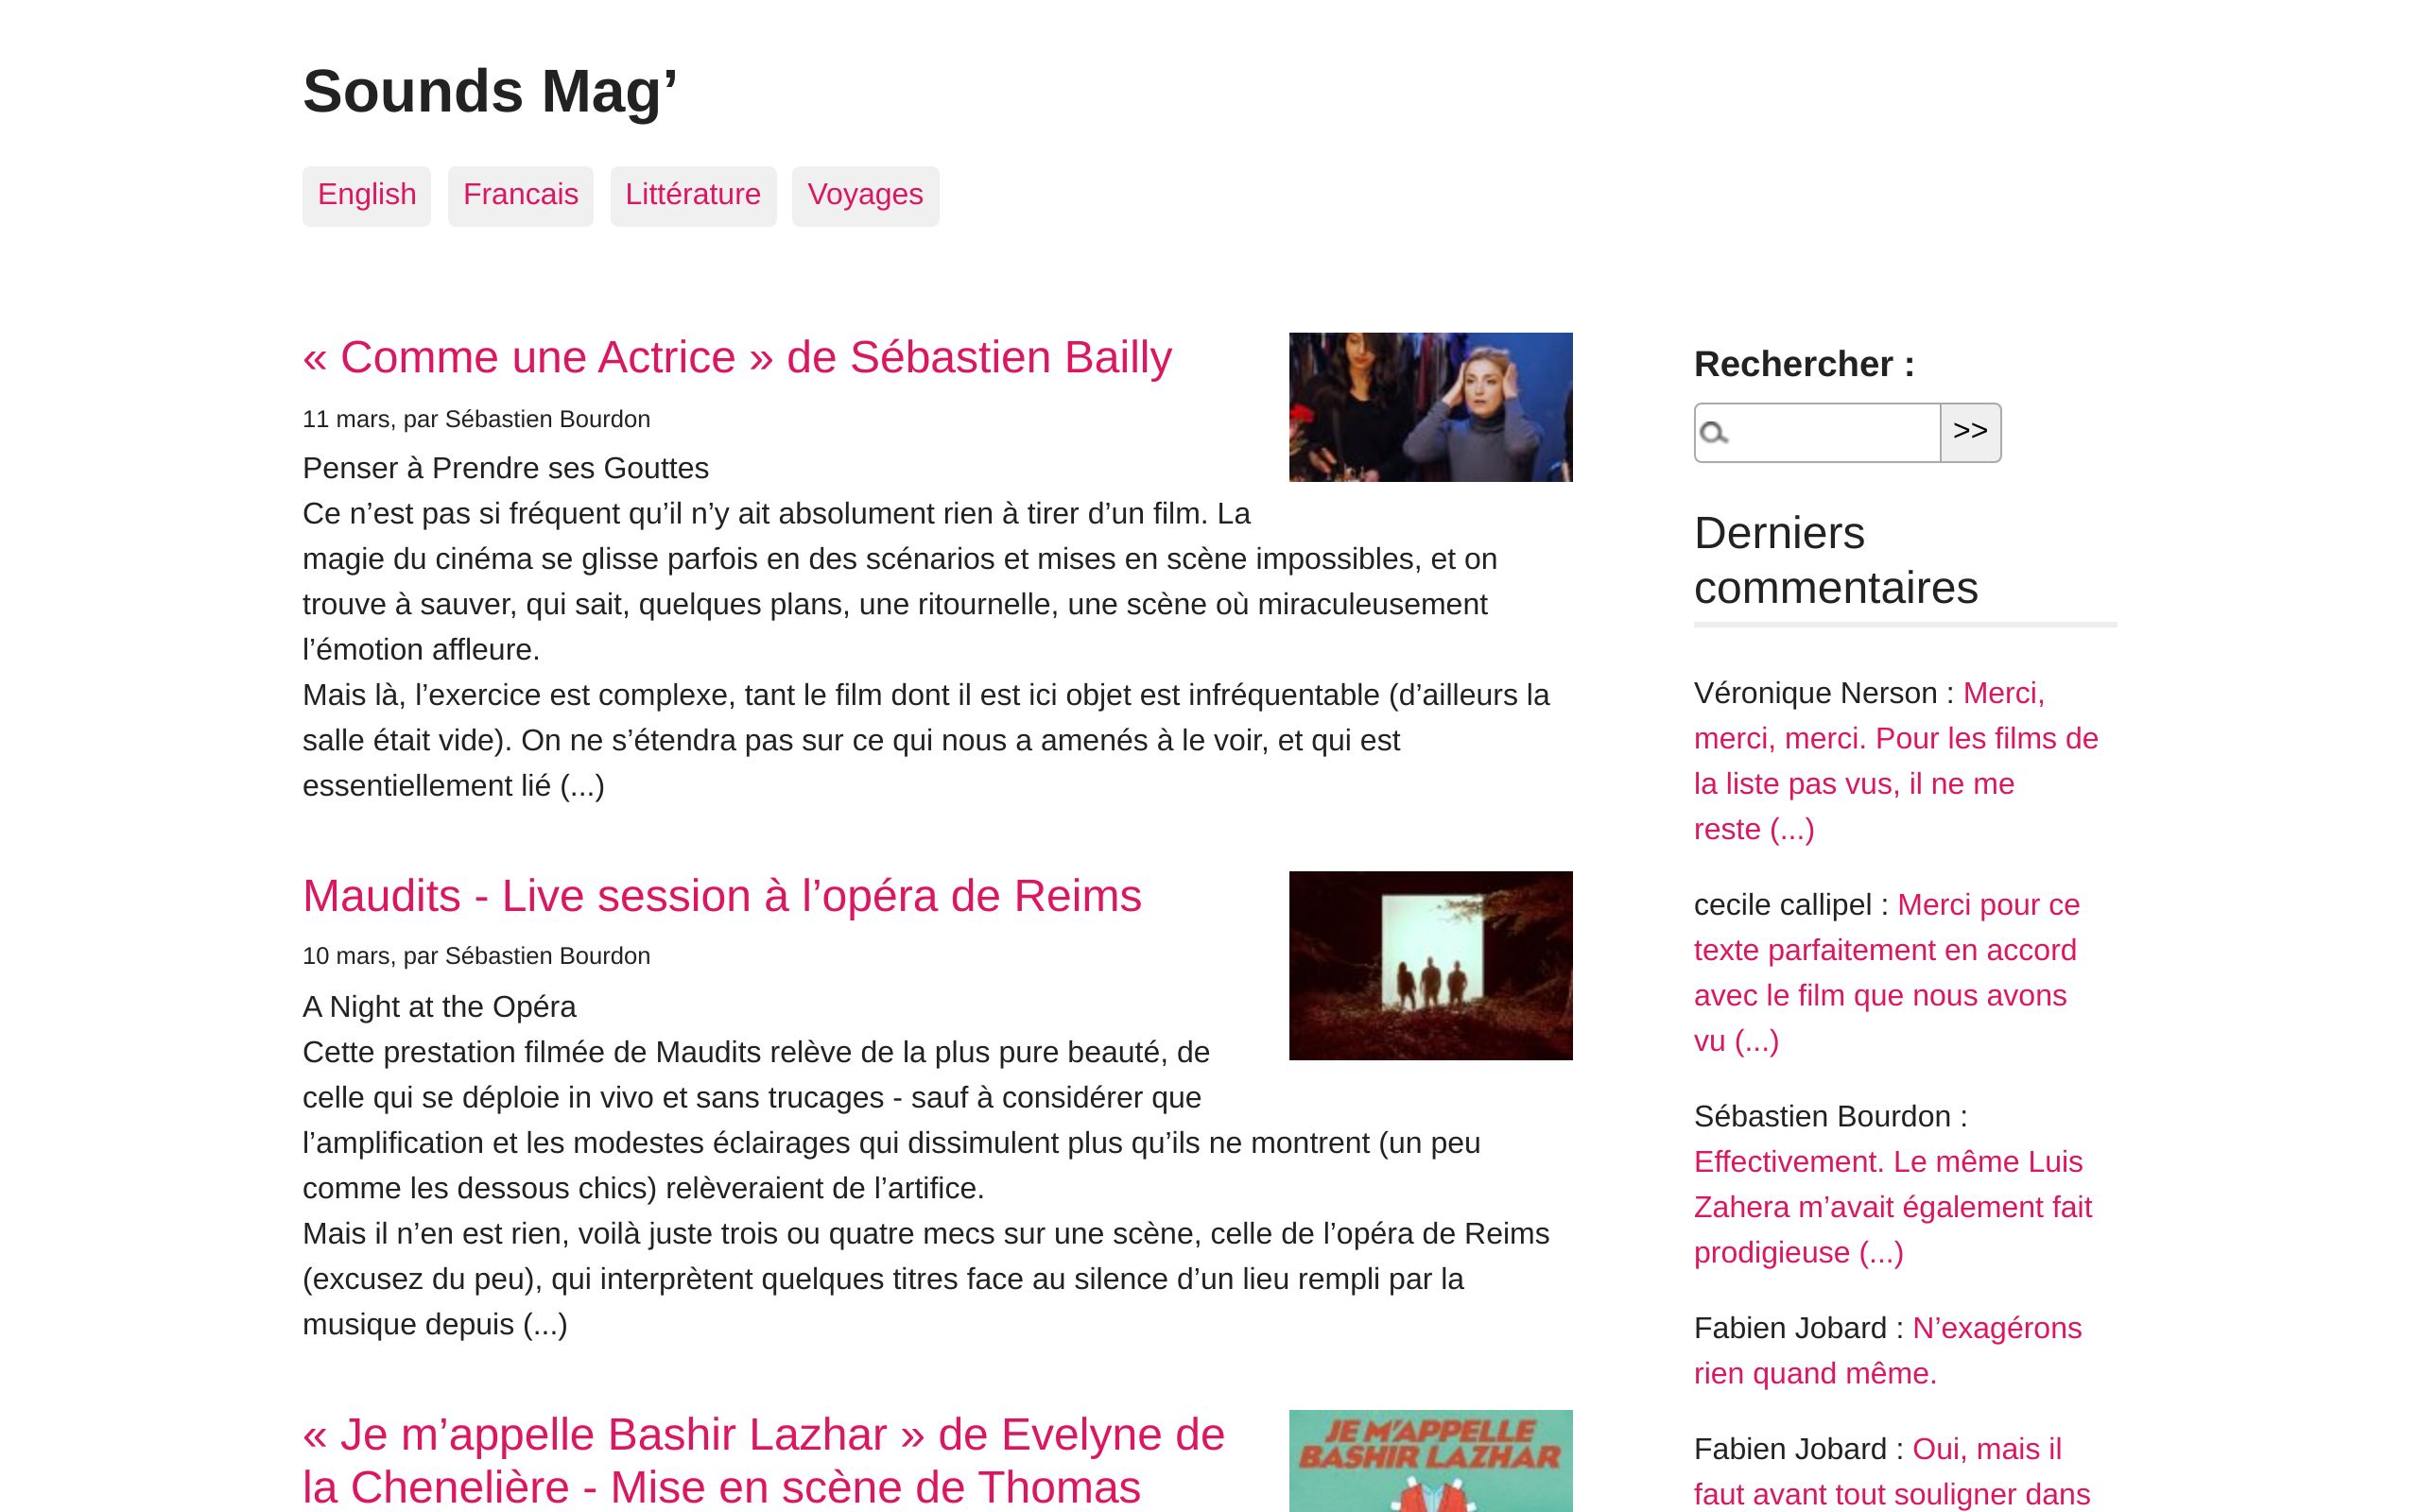 Sounds Mag’
English
Francais
Littérature
Voyages
« Comme une Actrice » de Sébastien Bailly
11 mars, par Sébastien Bourdon
Penser à Prendre ses Gouttes
Ce n’est pas si fréquent qu’il n’y ait absolument rien à tirer d’un film. La
magie du cinéma se glisse parfois en des scénarios et mises en scène impossibles, et on
trouve à sauver, qui sait, quelques plans, une ritournelle, une scène où miraculeusement
l’émotion affleure.
Mais là, l’exercice est complexe, tant le film dont il est ici objet est infréquentable (d’ailleurs la
salle était vide). On ne s’étendra pas sur ce qui nous a amenés à le voir, et qui est
essentiellement lié (...)
Maudits - Live session à l’opéra de Reims
10 mars, par Sébastien Bourdon
A Night at the Opéra
Cette prestation filmée de Maudits relève de la plus pure beauté, de
celle qui se déploie in vivo et sans trucages - sauf à considérer que
l’amplification et les modestes éclairages qui dissimulent plus qu’ils ne montrent (un peu
comme les dessous chics) relèveraient de l’artifice.
Mais il n’en est rien, voilà juste trois ou quatre mecs sur une scène, celle de l’opéra de Reims
(excusez du peu), qui interprètent quelques titres face au silence d’un lieu rempli par la
musique depuis (...)
« Je m’appelle Bashir Lazhar » de Evelyne de
la Chenelière - Mise en scène de Thomas
JE M’APPELLE
BASHIR LAZHAR
Rechercher :
>>
Derniers
commentaires
Véronique Nerson : Merci,
merci, merci. Pour les films de
la liste pas vus, il ne me
reste (...)
cecile callipel : Merci pour ce
texte parfaitement en accord
avec le film que nous avons
vu (...)
Sébastien Bourdon :
Effectivement. Le même Luis
Zahera m’avait également fait
prodigieuse (...)
Fabien Jobard : N’exagérons
rien quand même.
Fabien Jobard : Oui, mais il
faut avant tout souligner dans